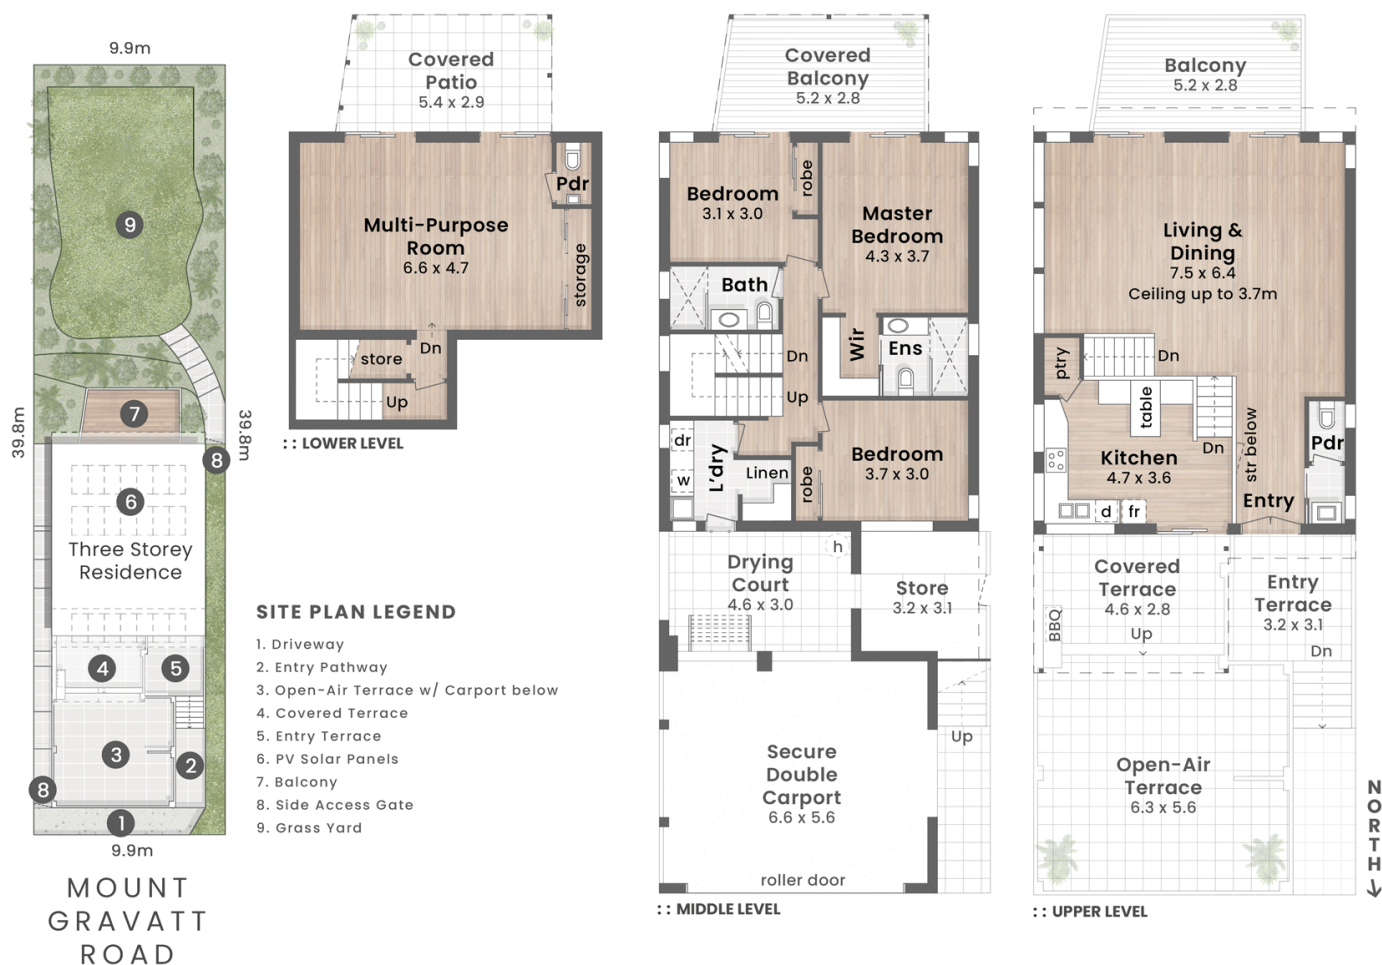 9.9m
9
39.8m
39.8m
7
8
6
Three Storey
Residence
4
5
3
2
8
1
9.9m
MOUNT
GRAVATT
ROAD
Covered
Patio
5.4 x 2.9
Pdr
Multi-Purpose
Room
6.6 x 4.7
storage
store
Dn
Up
:: LOWER LEVEL
SITE PLAN LEGEND
1. Driveway
2. Entry Pathway
3. Open-Air Terrace w/ Carport below
4. Covered Terrace
5. Entry Terrace
6. PV Solar Panels
7. Balcony
8. Side Access Gate
9. Grass Yard
Covered
Balcony
5.2 x 2.8
Bedroom
3.1 x 3.0
robe
Master
Bedroom
4.3 x 3.7
Bath
Wir
Ens
Dn
Up
dr
w
L'dry
Linen
robe
Bedroom
3.7 x 3.0
h
Drying
Court
4.6 x 3.0
Store
3.2 x 3.1
Up
Secure
Double
Carport
6.6 x 5.6
roller door
:: MIDDLE LEVEL
Balcony
5.2 x 2.8
Living &
Dining
7.5 x 6.4
Ceiling up to 3.7m
ptry
Dn
table
Dn
str below
Pdr
Kitchen
4.7 x 3.6
Entry
d
fr
Covered
Terrace
4.6 x 2.8
BBQ
Up
Entry
Terrace
3.2 x 3.1
Dn
Open-Air
Terrace
6.3 x 5.6
:: UPPER LEVEL
NORTH